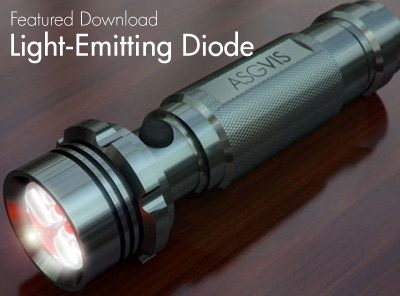 Featured Download
Light-Emitting Diode
ASGVIS